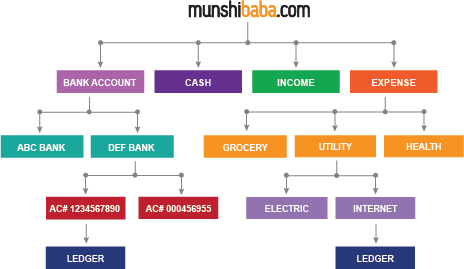 munshibaba.com
BANK ACCOUNT
CASH
INCOME
EXPENSE
ABC BANK
DEF BANK
GROCERY
UTILITY
HEALTH
AC# 1234567890
AC# 000456955
ELECTRIC
INTERNET
LEDGER
LEDGER